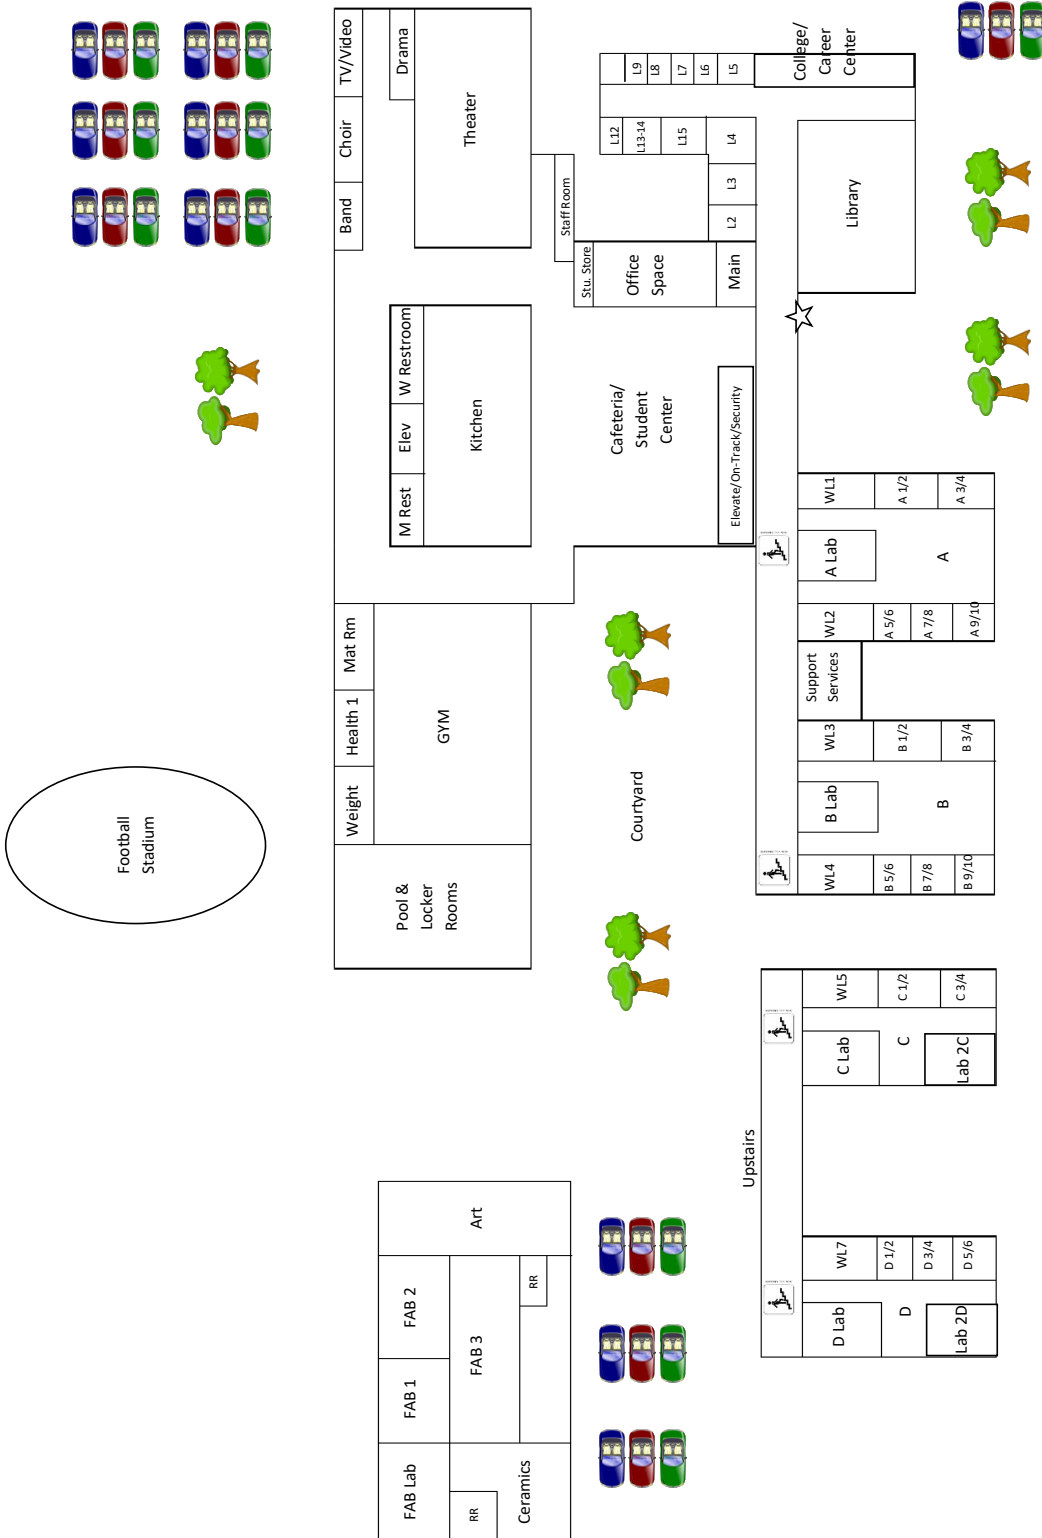 TV/Video
Choir
Band
Drama
Theater
Staff Room
Stu. Store
Office
Space
Main
L9
L8
L7
L6
L5
L12
L13-14
L15
L4
L3
L2
College/
Career
Center
Library
W Restroom
Elev
M Rest
Kitchen
Cafeteria/
Student
Center
Elevate/On-Track/Security
Mat Rm
Health 1
Weight
GYM
Pool &
Locker
Rooms
Football
Stadium
Courtyard
WL1
A 1/2
A 3/4
A Lab
A
WL2
A 5/6
A 7/8
A 9/10
Support
Services
WL3
B 1/2
B 3/4
B Lab
B
WL4
B 5/6
B 7/8
B 9/10
Upstairs
WL5
C 1/2
C 3/4
C Lab
C
Lab 2C
WL7
D 1/2
D 3/4
D 5/6
D Lab
D
Lab 2D
Art
FAB 2
FAB 1
FAB 3
RR
FAB Lab
RR
Ceramics